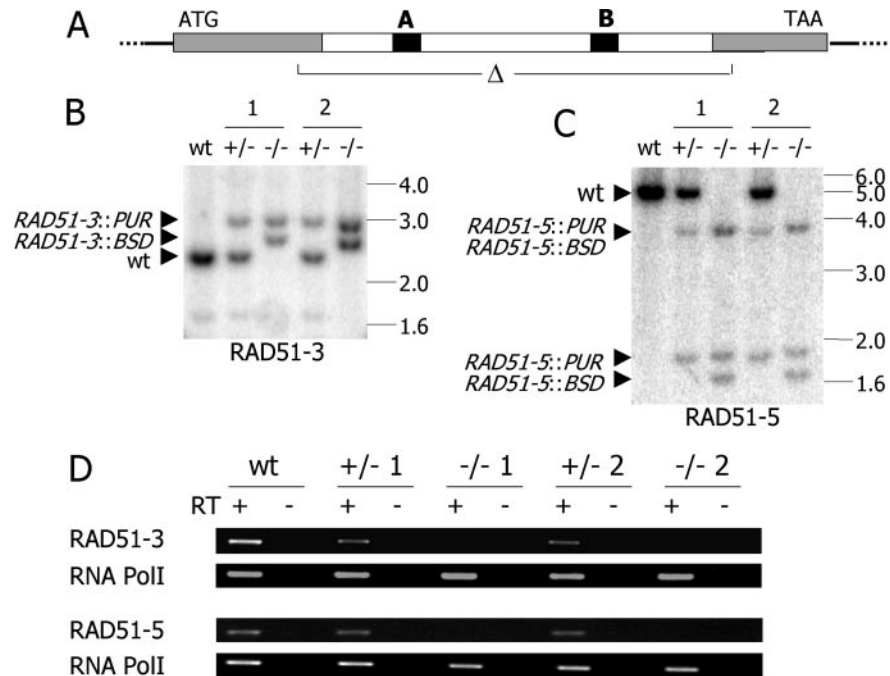 A ATG A B TAA
Δ
B 1 2
wt +/- -/- +/- -/-
4.0
RAD51-3::PUR 3.0
RAD51-3::BSD
wt
2.0
1.6
RAD51-3
C 1 2
wt +/- -/- +/- -/-
6.0
wt 5.0
4.0
RAD51-5::PUR
RAD51-5::BSD
3.0
2.0
RAD51-5::PUR
RAD51-5::BSD 1.6
RAD51-5
D wt +/- 1 -/- 1 +/- 2 -/- 2
RT + - + - + - + - + -
RAD51-3
RNA PolI
RAD51-5
RNA PolI